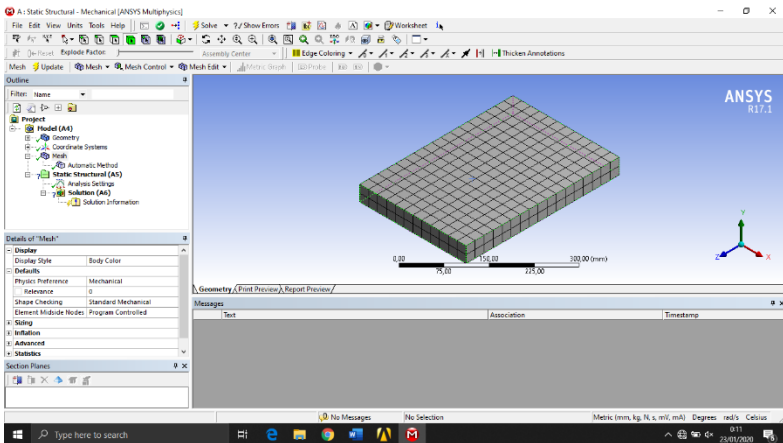 A : Static Structural - Mechanical [ANSYS Multiphysics]
File Edit View Units Tools Help Solve ?/ Show Errors Worksheet
Reset Explode Factor: Assembly Center Edge Coloring Thicken Annotations
Mesh Update Mesh Mesh Control Mesh Edit Metric Graph Probe
Outline
Filter: Name
Project
Model (A4)
Geometry
Coordinate Systems
Mesh
Automatic Method
Static Structural (A5)
Analysis Settings
Solution (A6)
Solution Information
ANSYS
R17.1
Y
Z X
0,00 150,00 300,00 (mm)
75,00 225,00
Details of "Mesh"
Display
Display Style Body Color
Defaults
Physics Preference Mechanical
Relevance 0
Shape Checking Standard Mechanical
Element Midside Nodes Program Controlled
Sizing
Inflation
Advanced
Statistics
Geometry Print Preview Report Preview
Messages
Text Association Timestamp
Section Planes
No Messages No Selection Metric (mm, kg, N, s, mV, mA) Degrees rad/s Celsius
Type here to search
0:11
23/01/2020